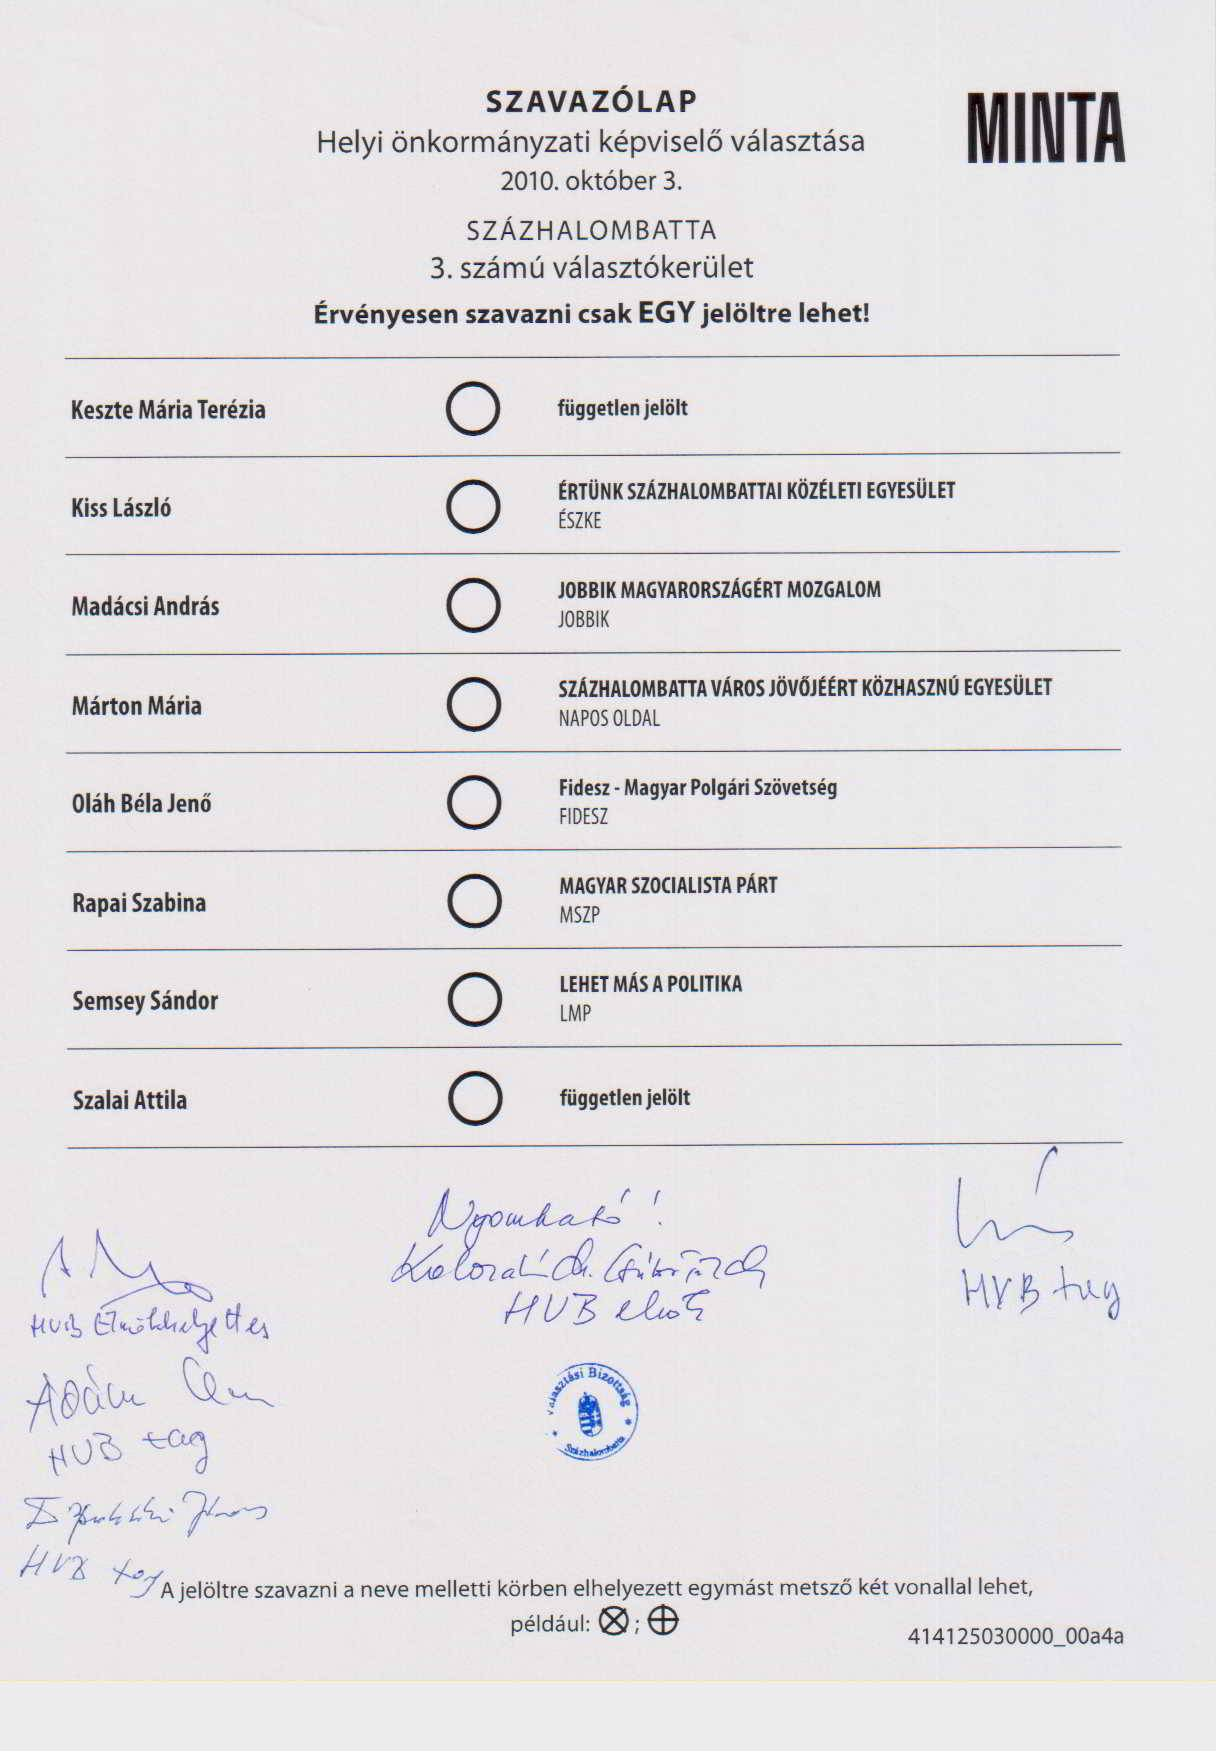 SZAVAZÓLAP
MINTA
Helyi önkormányzati képviselő választása
2010. október 3.
SZÁZHALOMBATTA
3. számú választókerület
Érvényesen szavazni csak EGY jelöltre lehet!
Keszte Mária Terézia
független jelölt
Kiss László
ÉRTÜNK SZÁZHALOMBATTAI KÖZÉLETI EGYESÜLET
ÉSZKE
Madácsi András
JOBBIK MAGYARORSZÁGÉRT MOZGALOM
JOBBIK
Márton Mária
SZÁZHALOMBATTA VÁROS JÖVŐJÉÉRT KÖZHASZNÚ EGYESÜLET
NAPOS OLDAL
Oláh Béla Jenő
Fidesz - Magyar Polgári Szövetség
FIDESZ
Rapai Szabina
MAGYAR SZOCIALISTA PÁRT
MSZP
Semsey Sándor
LEHET MÁS A POLITIKA
LMP
Szalai Attila
független jelölt
Nyomható!
HVB elnök
HVB tag
HVB Elnökhelyettes
Ádám
HVB tag
HVB tag
Választási Bizottság
Százhalombatta
A jelöltre szavazni a neve melletti körben elhelyezett egymást metsző két vonallal lehet,
például: ;
414125030000_00a4a